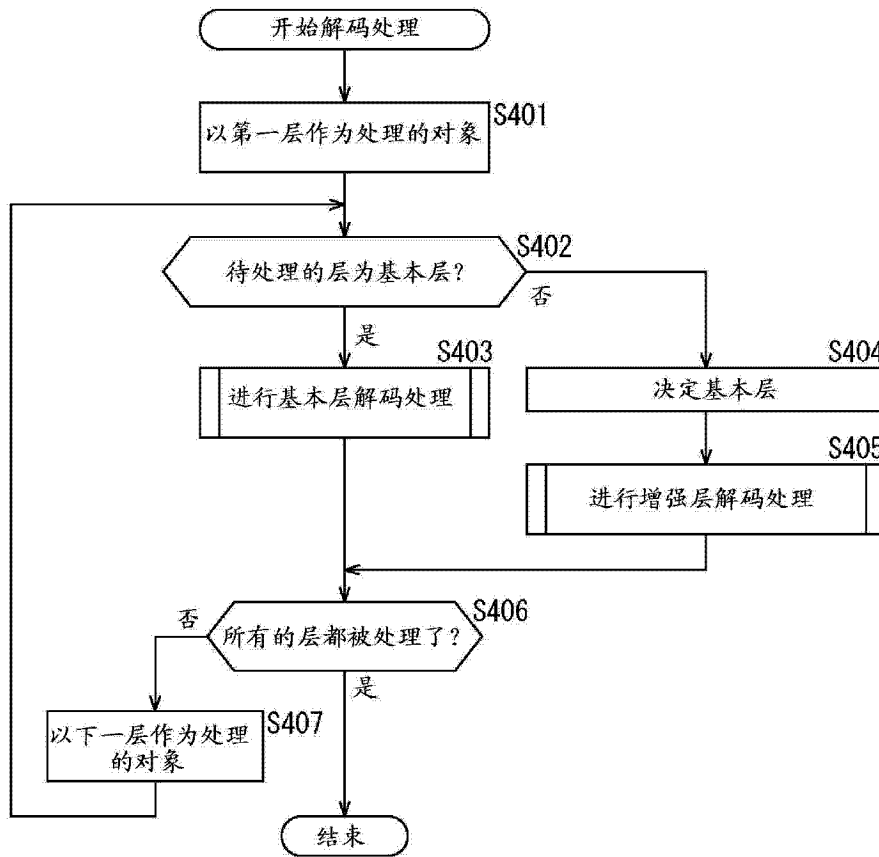 开始解码处理
S401
以第一层作为处理的对象
S402
待处理的层为基本层?
否
是
S403
进行基本层解码处理
S404
决定基本层
S405
进行增强层解码处理
S406
否
所有的层都被处理了?
是
S407
以下一层作为处理
的对象
结束